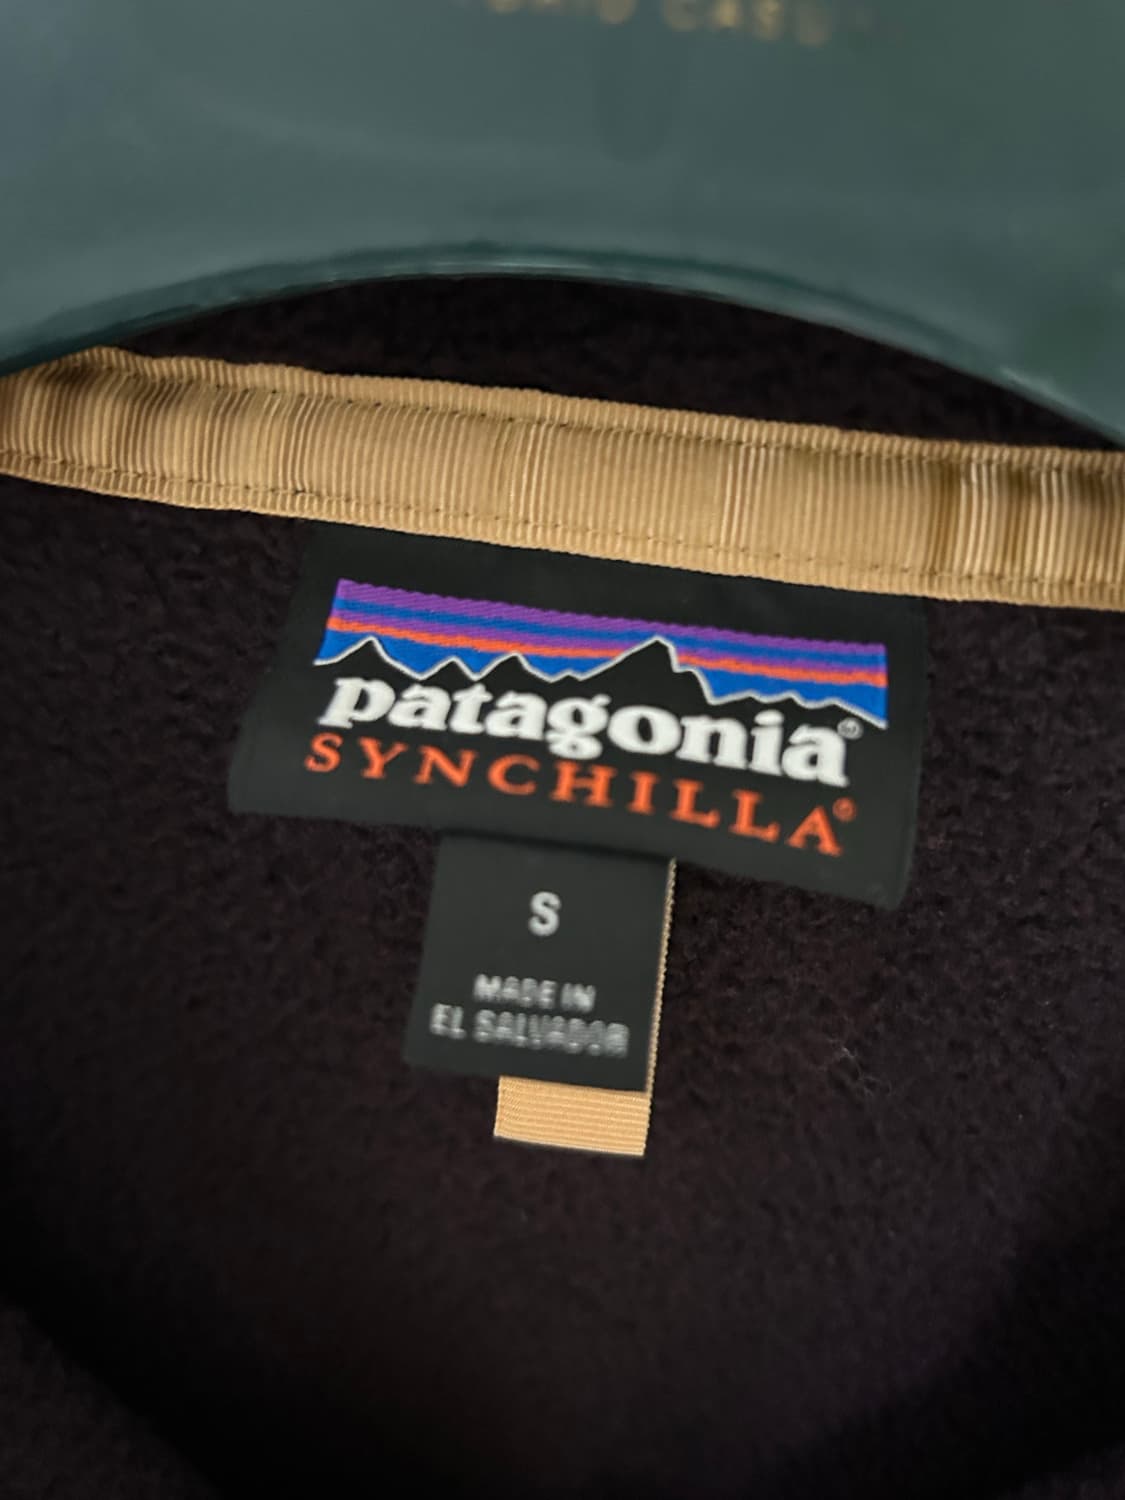 patagonia®
SYNCHILLA®
S
MADE IN
EL SALVADOR